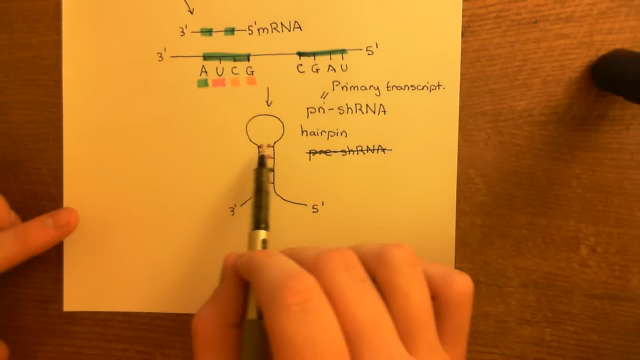 3' 5' mRNA
3' 5'
A U C G C G A U
Primary transcript.
pri-shRNA
hairpin
pre-shRNA
3' 5'